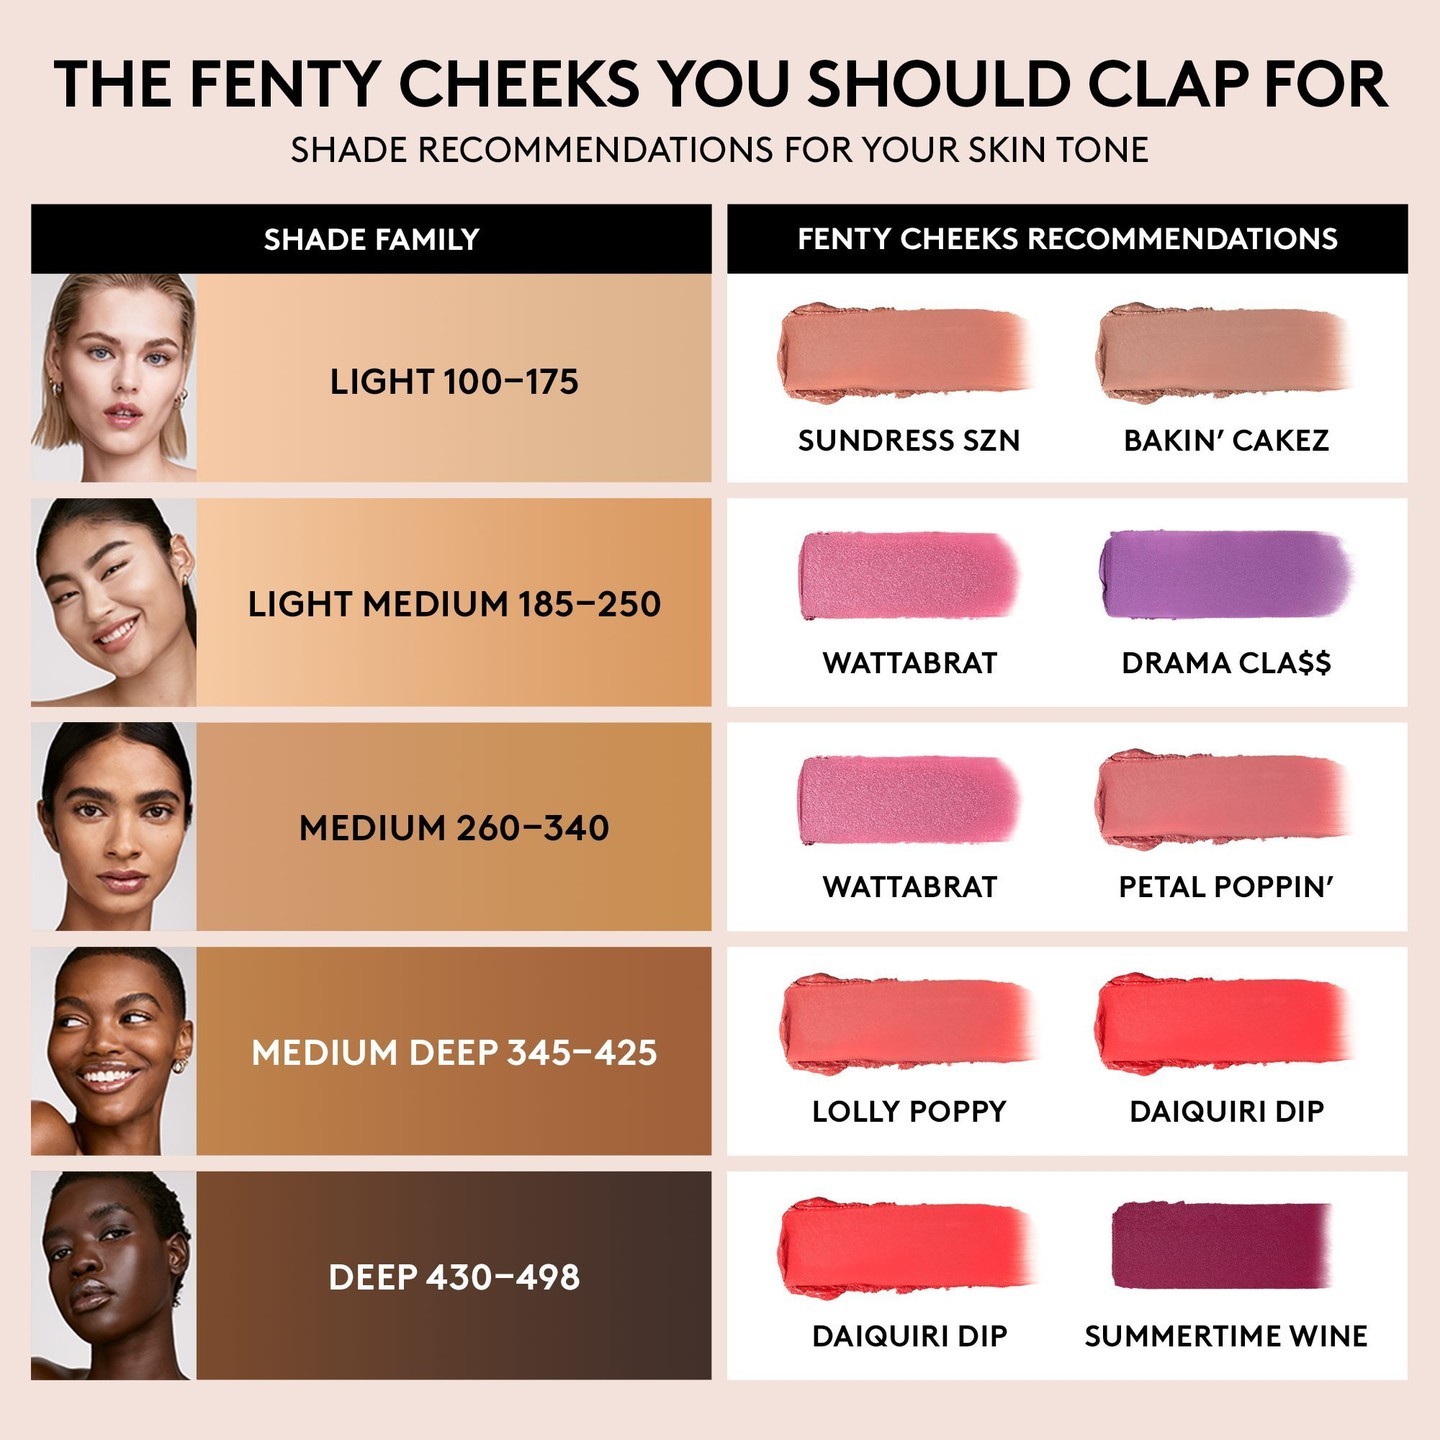 THE FENTY CHEEKS YOU SHOULD CLAP FOR
SHADE RECOMMENDATIONS FOR YOUR SKIN TONE
SHADE FAMILY
FENTY CHEEKS RECOMMENDATIONS
LIGHT 100–175
SUNDRESS SZN
BAKIN’ CAKEZ
LIGHT MEDIUM 185–250
WATTABRAT
DRAMA CLA$$
MEDIUM 260–340
WATTABRAT
PETAL POPPIN’
MEDIUM DEEP 345–425
LOLLY POPPY
DAIQUIRI DIP
DEEP 430–498
DAIQUIRI DIP
SUMMERTIME WINE